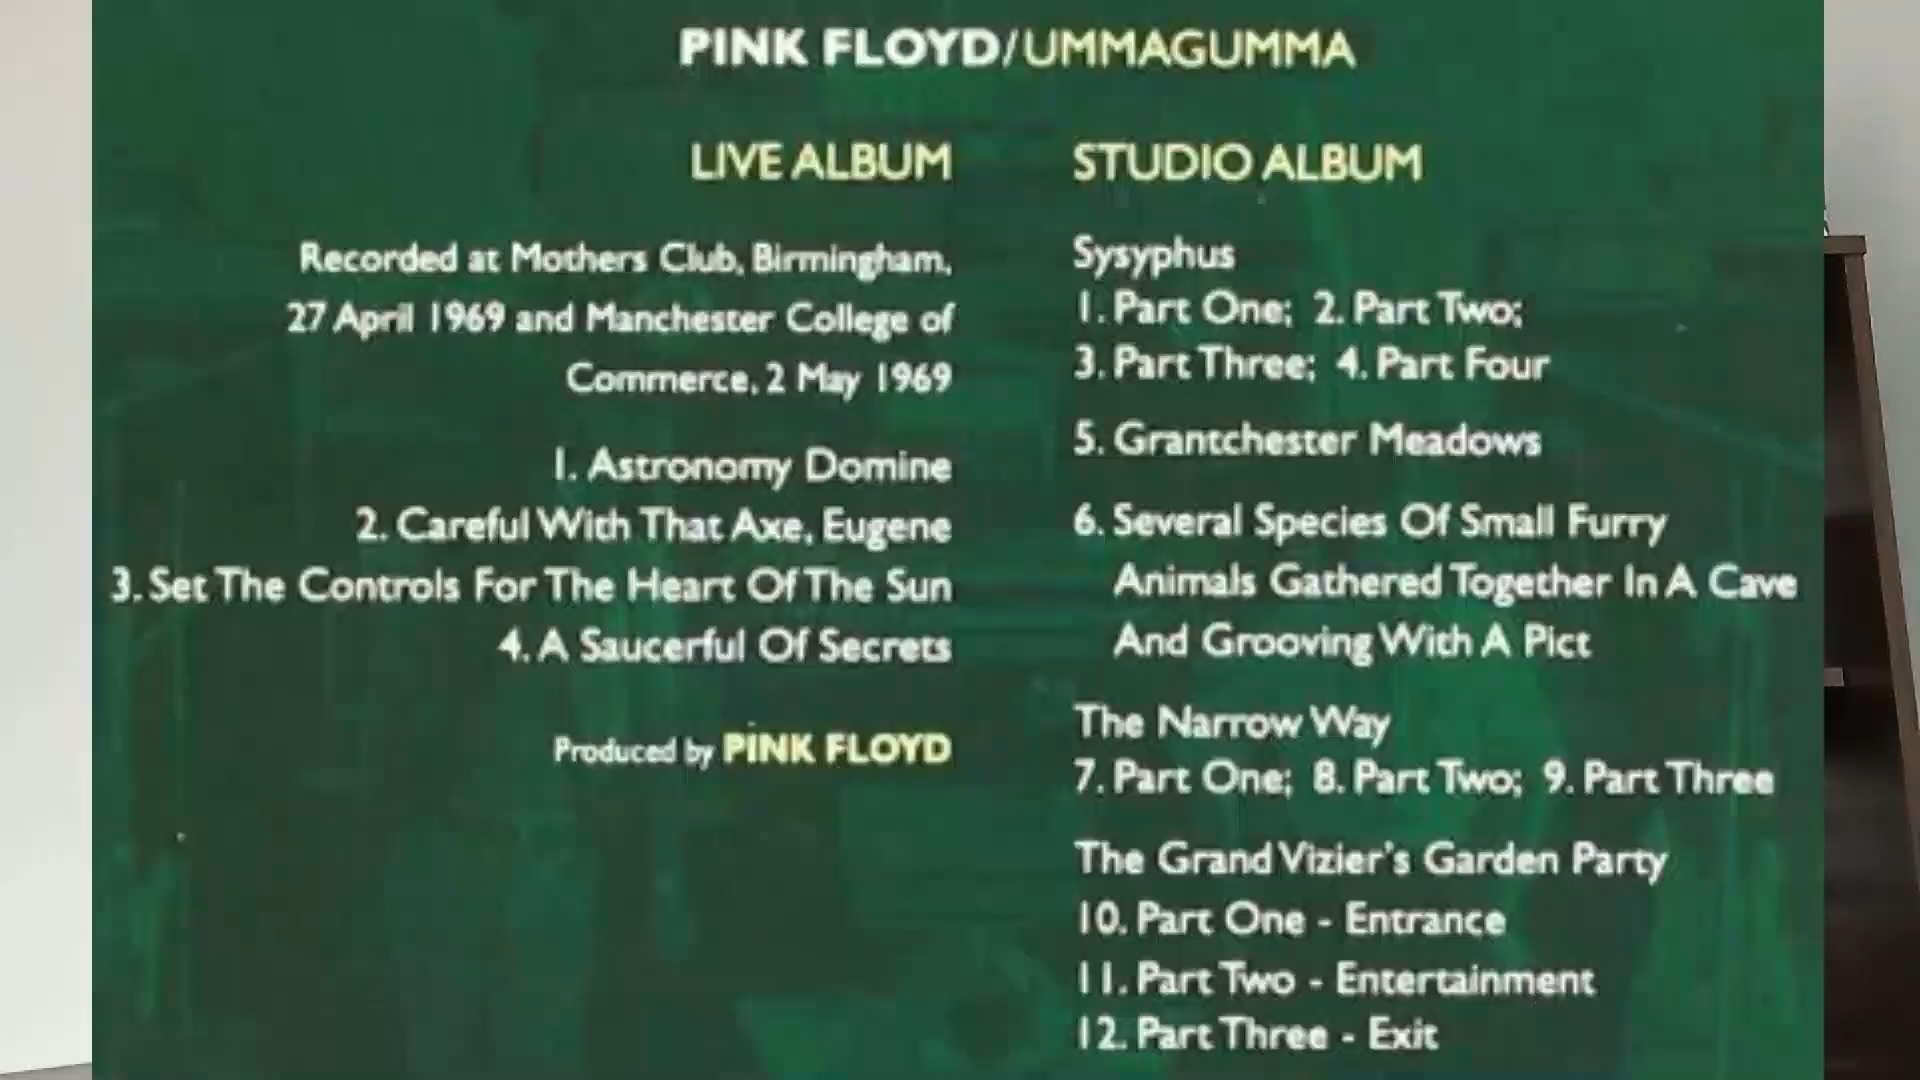 PINK FLOYD/UMMAGUMMA
LIVE ALBUM
Recorded at Mothers Club, Birmingham,
27 April 1969 and Manchester College of
Commerce, 2 May 1969
1. Astronomy Domine
2. Careful With That Axe, Eugene
3. Set The Controls For The Heart Of The Sun
4. A Saucerful Of Secrets
Produced by PINK FLOYD
STUDIO ALBUM
Sysyphus
1. Part One; 2. Part Two;
3. Part Three; 4. Part Four
5. Grantchester Meadows
6. Several Species Of Small Furry
Animals Gathered Together In A Cave
And Grooving With A Pict
The Narrow Way
7. Part One; 8. Part Two; 9. Part Three
The Grand Vizier's Garden Party
10. Part One - Entrance
11. Part Two - Entertainment
12. Part Three - Exit